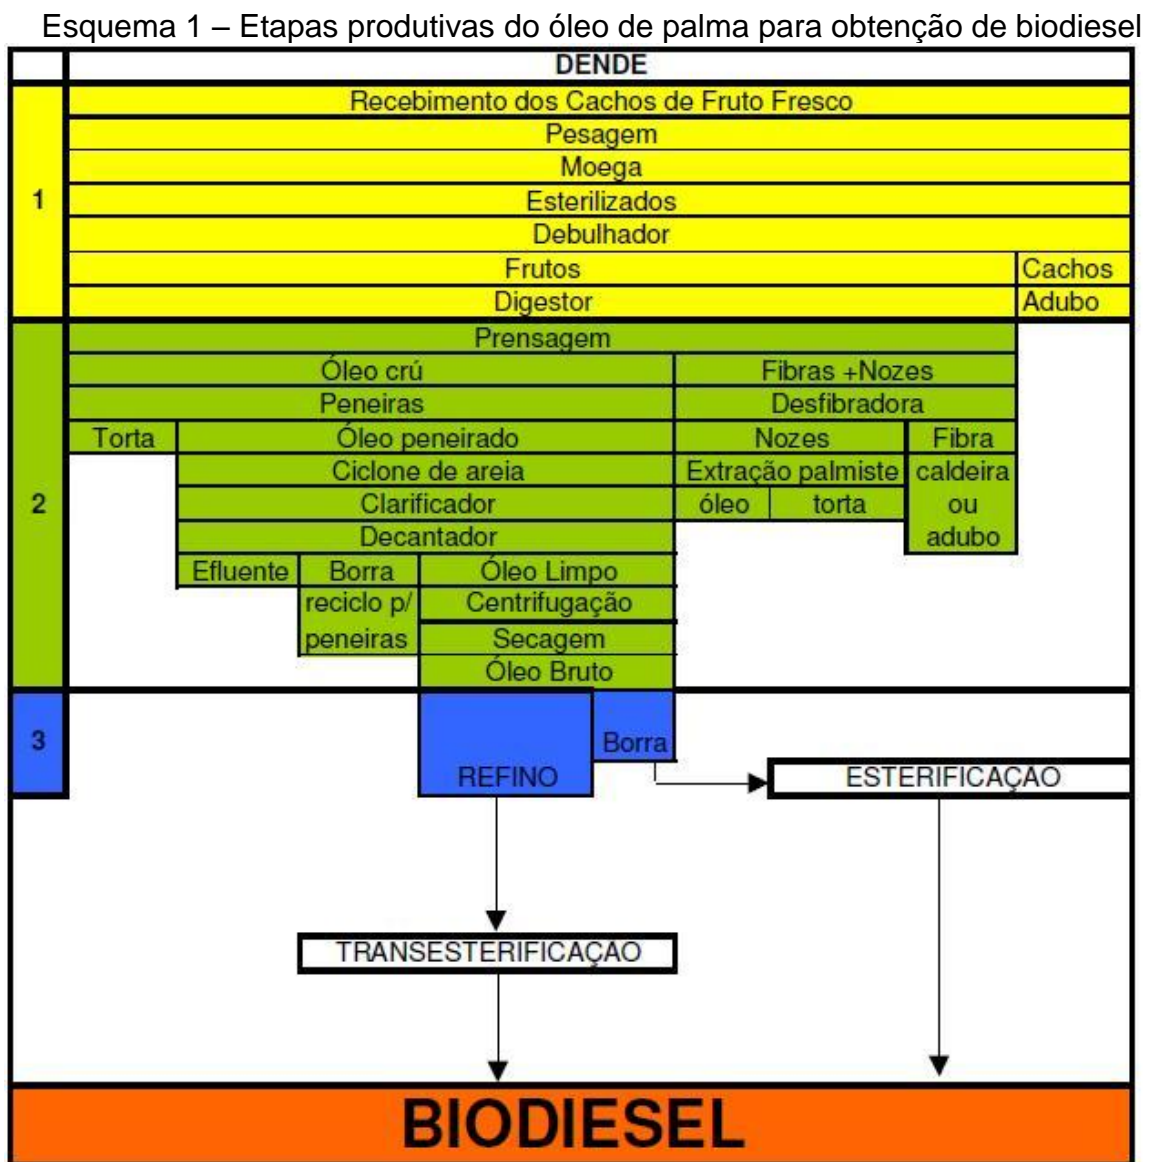 Esquema 1 – Etapas produtivas do óleo de palma para obtenção de biodiesel
DENDE
Recebimento dos Cachos de Fruto Fresco
Pesagem
Moega
1
Esterilizados
Debulhador
Frutos Cachos
Digestor Adubo
Prensagem
Óleo crú Fibras +Nozes
Peneiras Desfibradora
Torta Óleo peneirado Nozes Fibra
Ciclone de areia Extração palmiste caldeira
2 Clarificador óleo torta ou
Decantador adubo
Efluente Borra Óleo Limpo
reciclo p/ Centrifugação
peneiras Secagem
Óleo Bruto
3 Borra
REFINO ESTERIFICAÇAO
TRANSESTERIFICAÇAO
BIODIESEL